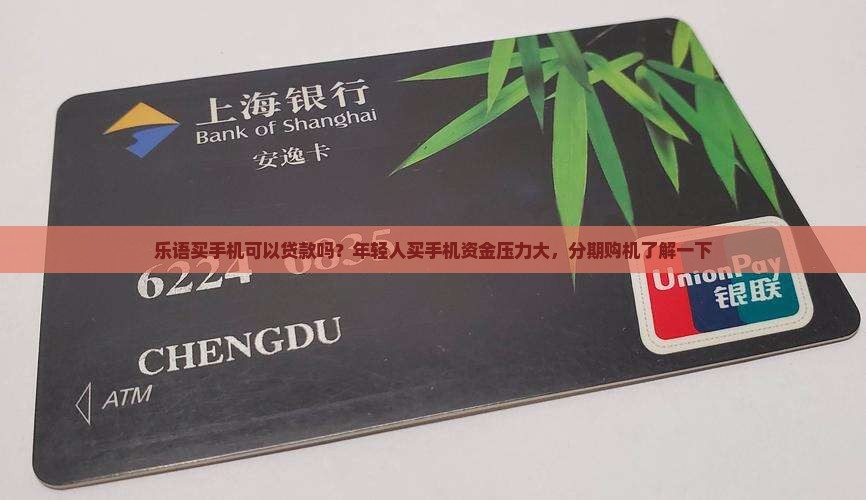 上海银行
Bank of Shanghai
安逸卡
乐语买手机可以贷款吗？年轻人买手机资金压力大，分期购机了解一下
6224 0835
UnionPay
银联
CHENGDU
ATM